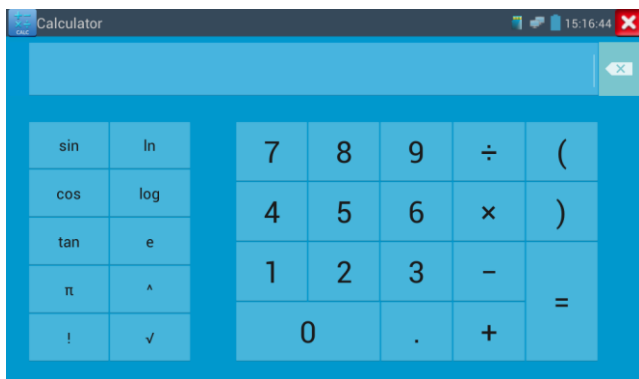 CALC Calculator 15:16:44
sin ln 7 8 9 ÷ (
cos log 4 5 6 × )
tan e
1 2 3 − =
π ^
! √ 0 . +